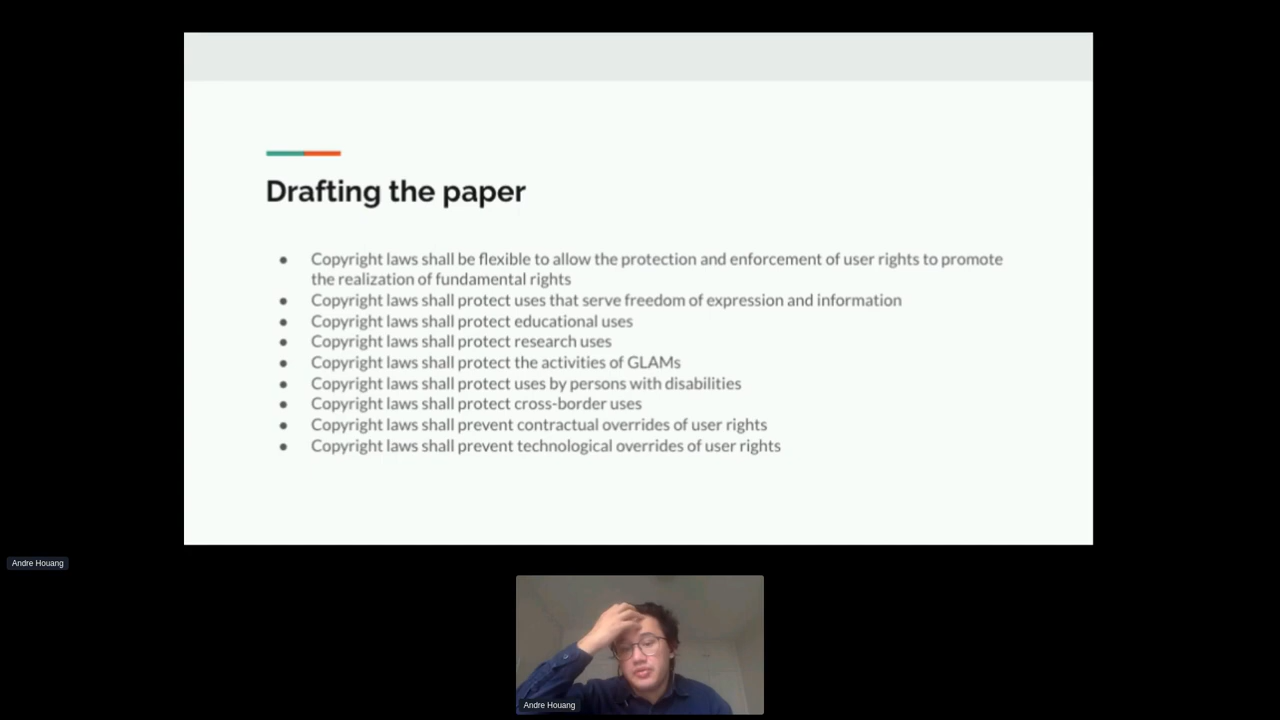 Drafting the paper
● Copyright laws shall be flexible to allow the protection and enforcement of user rights to promote
the realization of fundamental rights
● Copyright laws shall protect uses that serve freedom of expression and information
● Copyright laws shall protect educational uses
● Copyright laws shall protect research uses
● Copyright laws shall protect the activities of GLAMs
● Copyright laws shall protect uses by persons with disabilities
● Copyright laws shall protect cross-border uses
● Copyright laws shall prevent contractual overrides of user rights
● Copyright laws shall prevent technological overrides of user rights
Andre Houang
Andre Houang